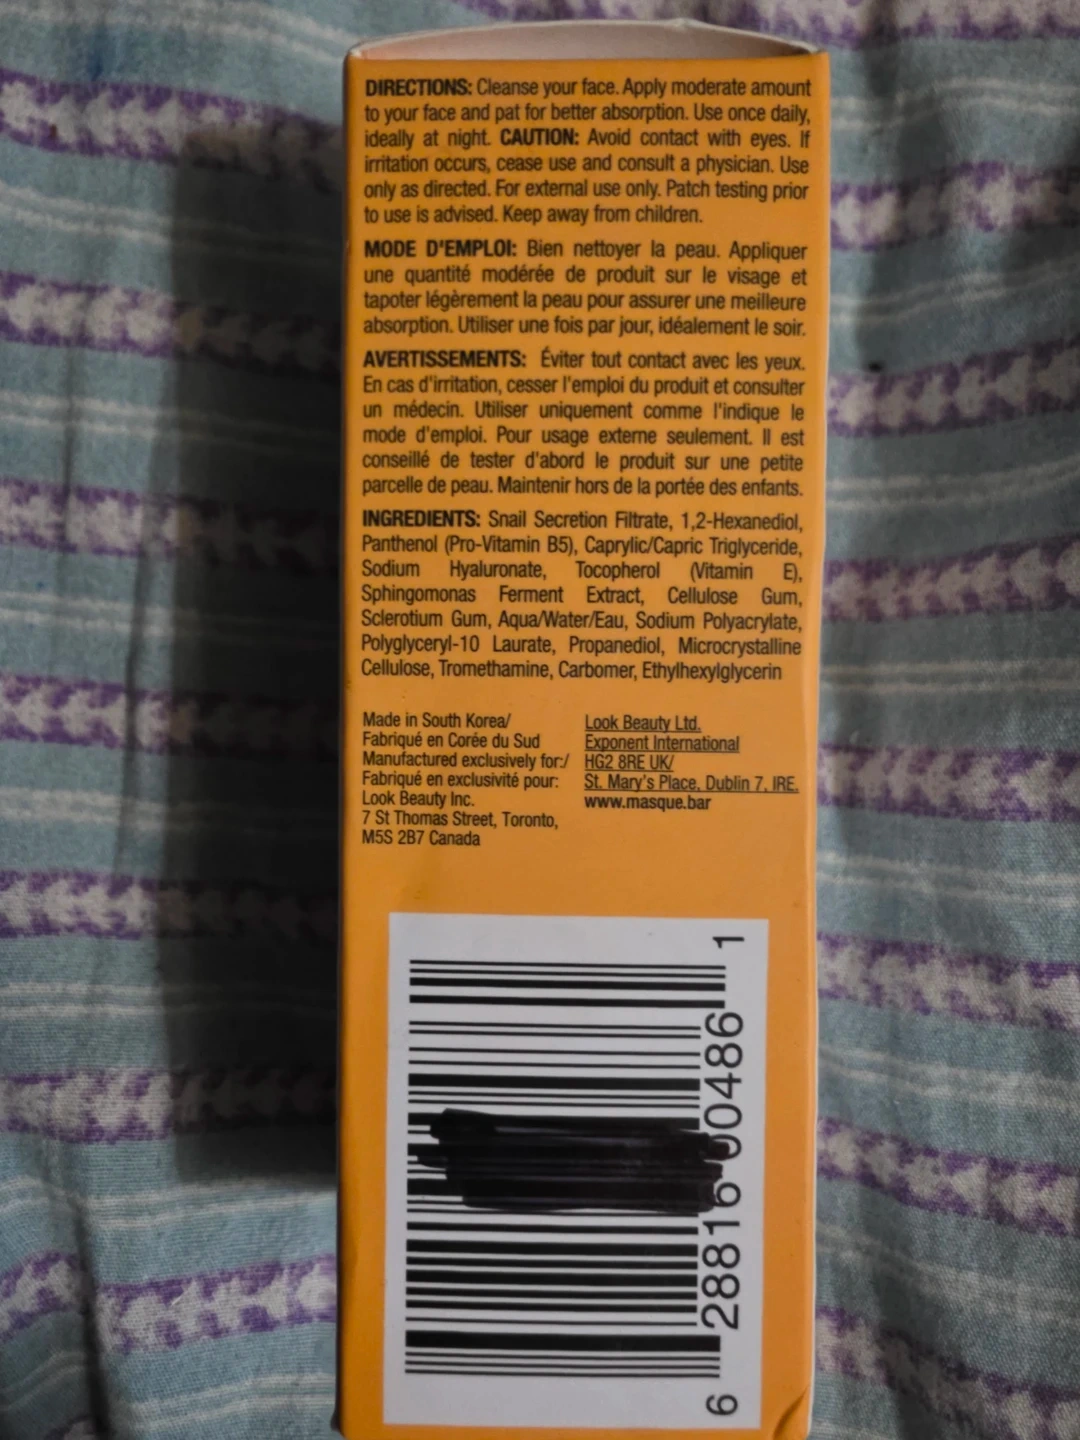 DIRECTIONS: Cleanse your face. Apply moderate amount
to your face and pat for better absorption. Use once daily,
ideally at night. CAUTION: Avoid contact with eyes. If
irritation occurs, cease use and consult a physician. Use
only as directed. For external use only. Patch testing prior
to use is advised. Keep away from children.
MODE D'EMPLOI: Bien nettoyer la peau. Appliquer
une quantité modérée de produit sur le visage et
tapoter légèrement la peau pour assurer une meilleure
absorption. Utiliser une fois par jour, idéalement le soir.
AVERTISSEMENTS: Éviter tout contact avec les yeux.
En cas d'irritation, cesser l'emploi du produit et consulter
un médecin. Utiliser uniquement comme l'indique le
mode d'emploi. Pour usage externe seulement. Il est
conseillé de tester d'abord le produit sur une petite
parcelle de peau. Maintenir hors de la portée des enfants.
INGREDIENTS: Snail Secretion Filtrate, 1,2-Hexanediol,
Panthenol (Pro-Vitamin B5), Caprylic/Capric Triglyceride,
Sodium Hyaluronate, Tocopherol (Vitamin E),
Sphingomonas Ferment Extract, Cellulose Gum,
Sclerotium Gum, Aqua/Water/Eau, Sodium Polyacrylate,
Polyglyceryl-10 Laurate, Propanediol, Microcrystalline
Cellulose, Tromethamine, Carbomer, Ethylhexylglycerin
Made in South Korea/
Fabriqué en Corée du Sud
Manufactured exclusively for:/
Fabriqué en exclusivité pour:
Look Beauty Inc.
7 St Thomas Street, Toronto,
M5S 2B7 Canada
Look Beauty Ltd.
Exponent International
HG2 8RE UK/
St. Mary's Place, Dublin 7, IRE.
www.masque.bar
6 28816 00486 1